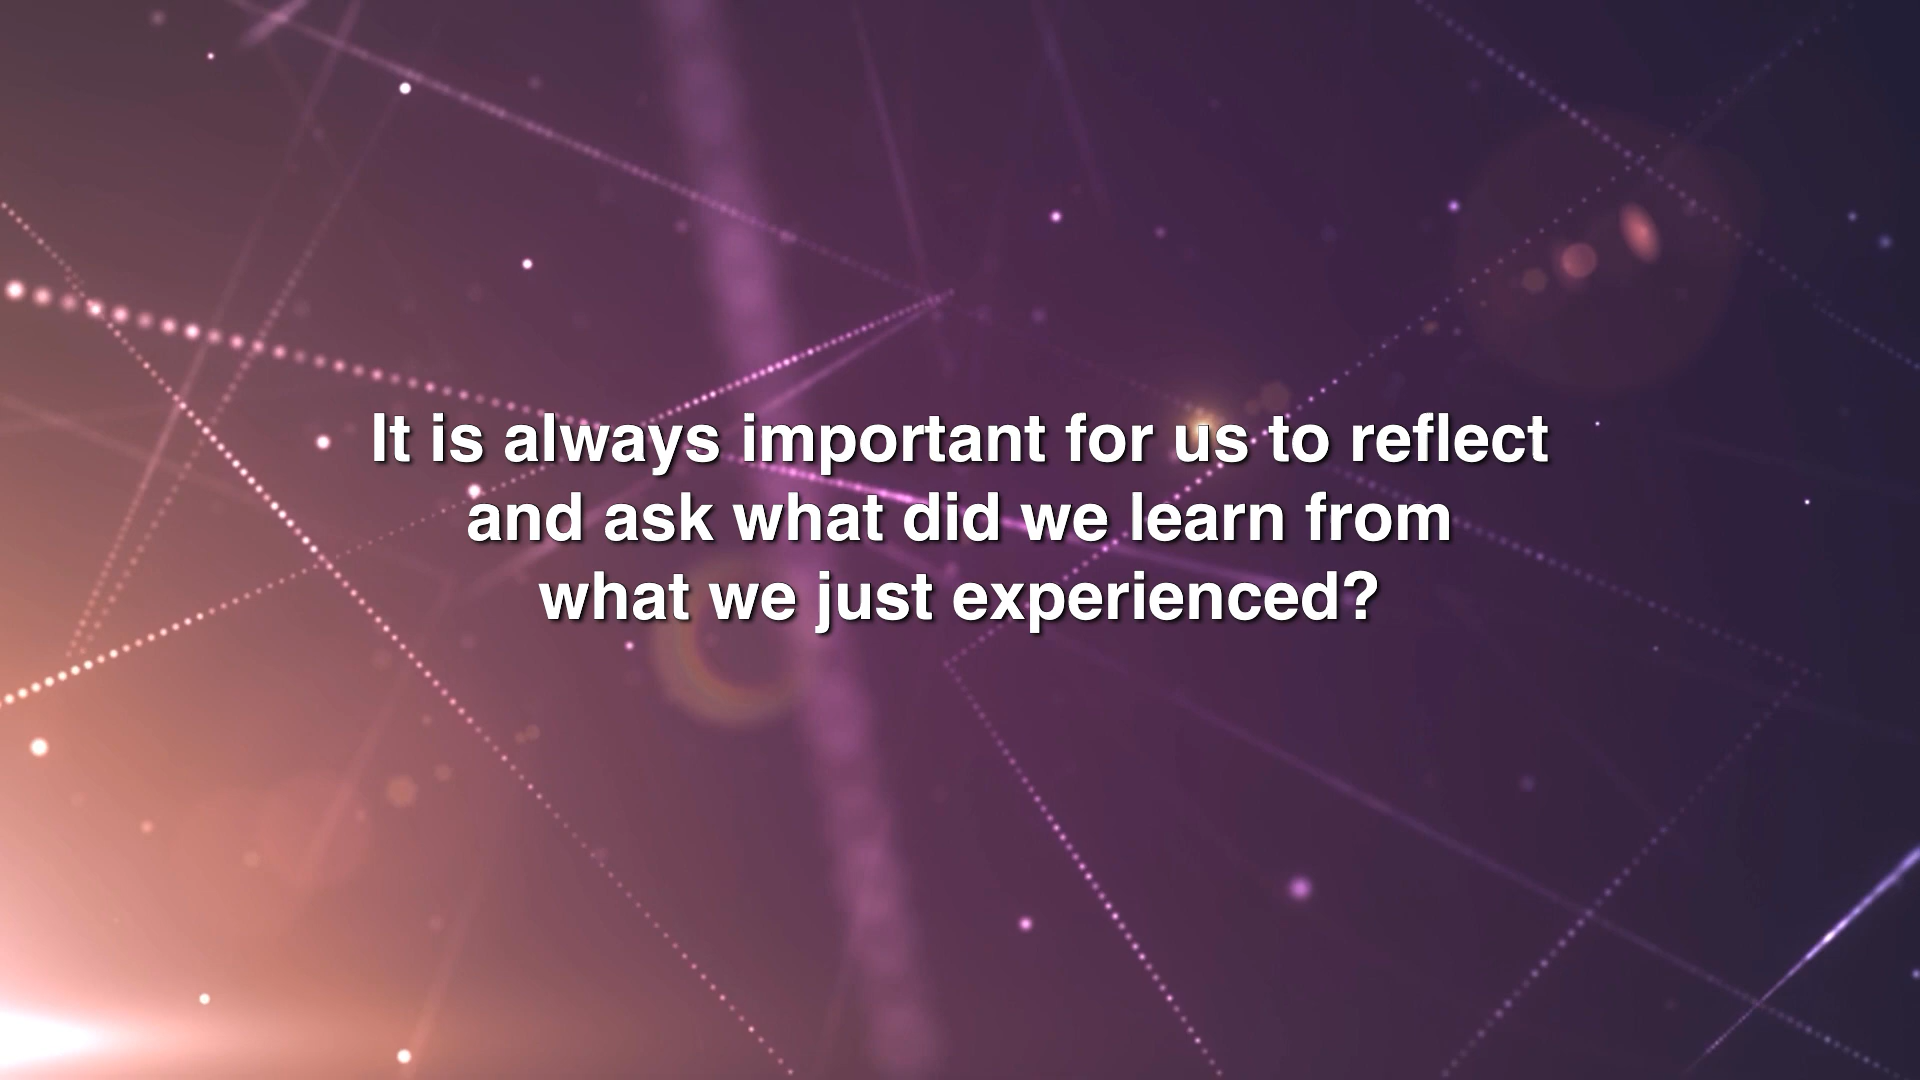 It is always important for us to reflect
and ask what did we learn from
what we just experienced?